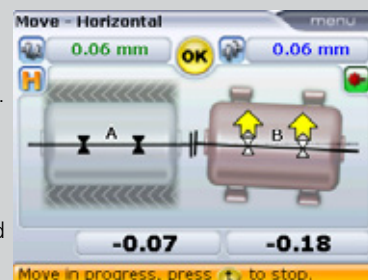 Move - Horizontal menu
0.06 mm OK 0.06 mm
H
A B
-0.07 -0.18
Move in progress, press to stop.